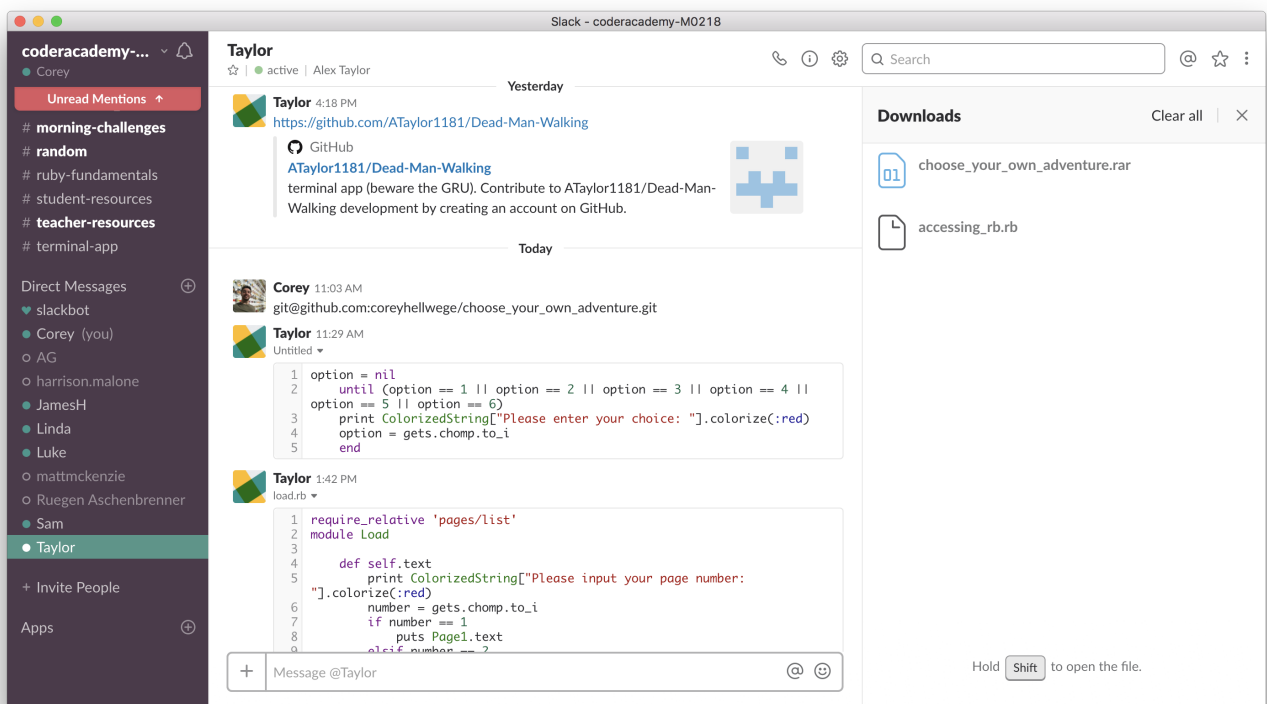 Slack - coderacademy-M0218
coderacademy-...
Corey
Unread Mentions ↑
# morning-challenges
# random
# ruby-fundamentals
# student-resources
# teacher-resources
# terminal-app
Direct Messages
slackbot
Corey (you)
AG
harrison.malone
JamesH
Linda
Luke
mattmckenzie
Ruegen Aschenbrenner
Sam
Taylor
+ Invite People
Apps
Taylor
active | Alex Taylor
Search
Yesterday
Taylor 4:18 PM
https://github.com/ATaylor1181/Dead-Man-Walking
GitHub
ATaylor1181/Dead-Man-Walking
terminal app (beware the GRU). Contribute to ATaylor1181/Dead-Man-
Walking development by creating an account on GitHub.
Today
Corey 11:03 AM
git@github.com:coreyhellwege/choose_your_own_adventure.git
Taylor 11:29 AM
Untitled
1 option = nil
2 until (option == 1 || option == 2 || option == 3 || option == 4 ||
option == 5 || option == 6)
3 print ColorizedString["Please enter your choice: "].colorize(:red)
4 option = gets.chomp.to_i
5 end
Taylor 1:42 PM
load.rb
1 require_relative 'pages/list'
2 module Load
3
4 def self.text
5 print ColorizedString["Please input your page number:
"].colorize(:red)
6 number = gets.chomp.to_i
7 if number == 1
8 puts Page1.text
9 elsif number == 2
Message @Taylor
Downloads
Clear all
choose_your_own_adventure.rar
01
accessing_rb.rb
Hold Shift to open the file.